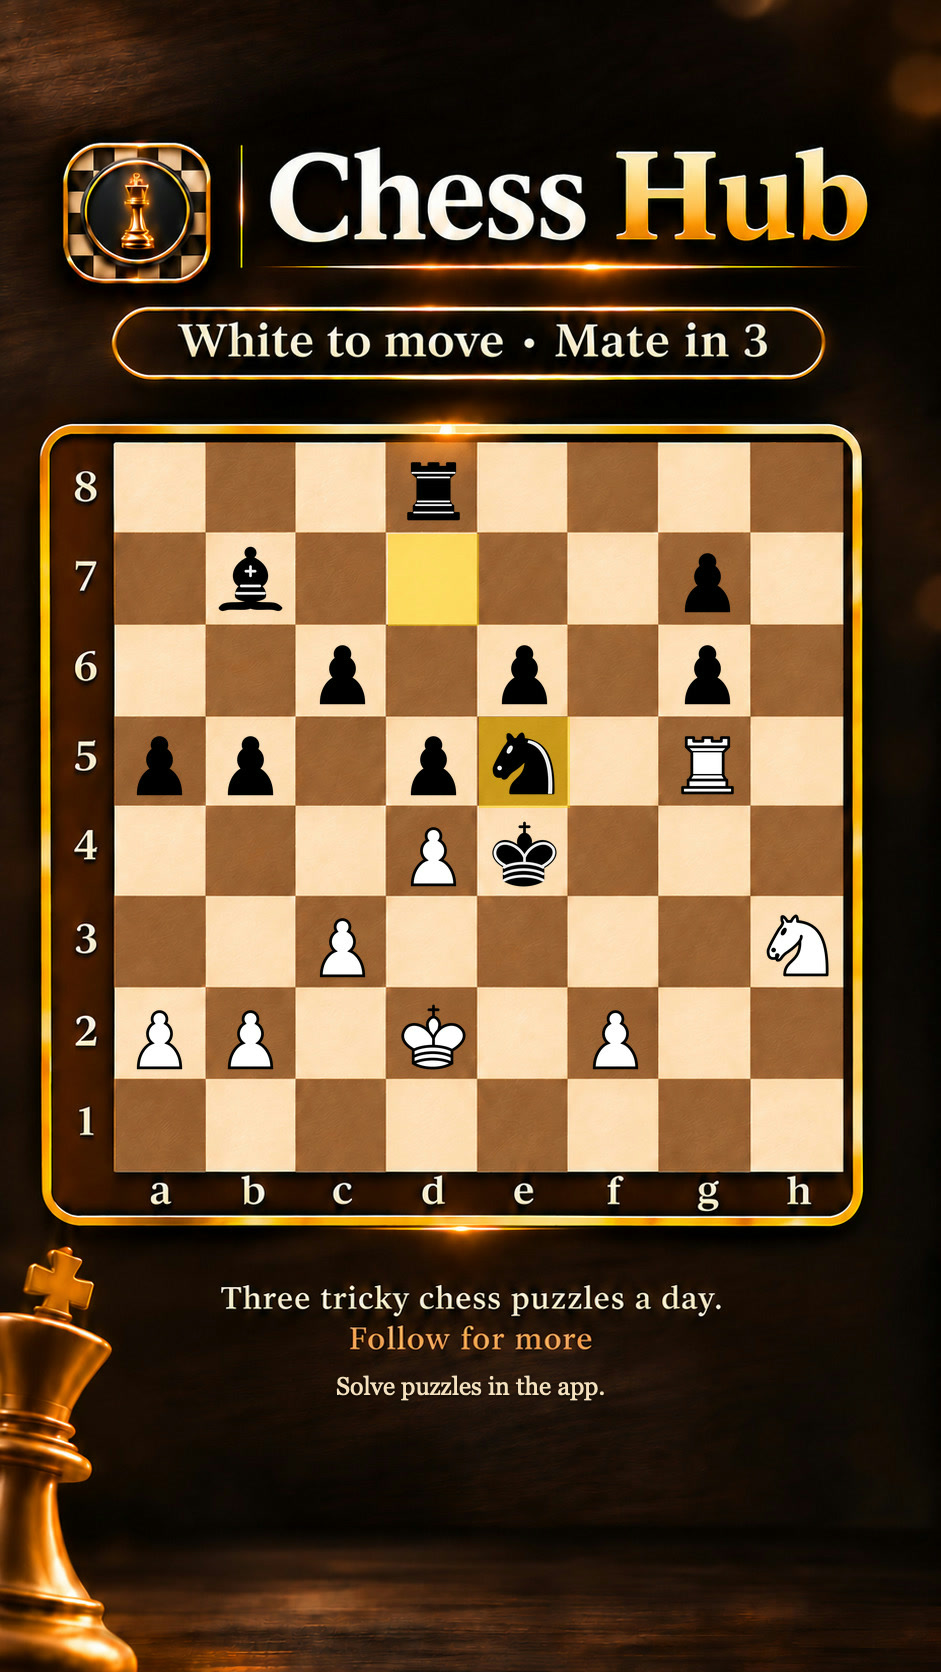 Chess Hub
White to move • Mate in 3
8
7
6
5
4
3
2
1
a b c d e f g h
Three tricky chess puzzles a day.
Follow for more
Solve puzzles in the app.